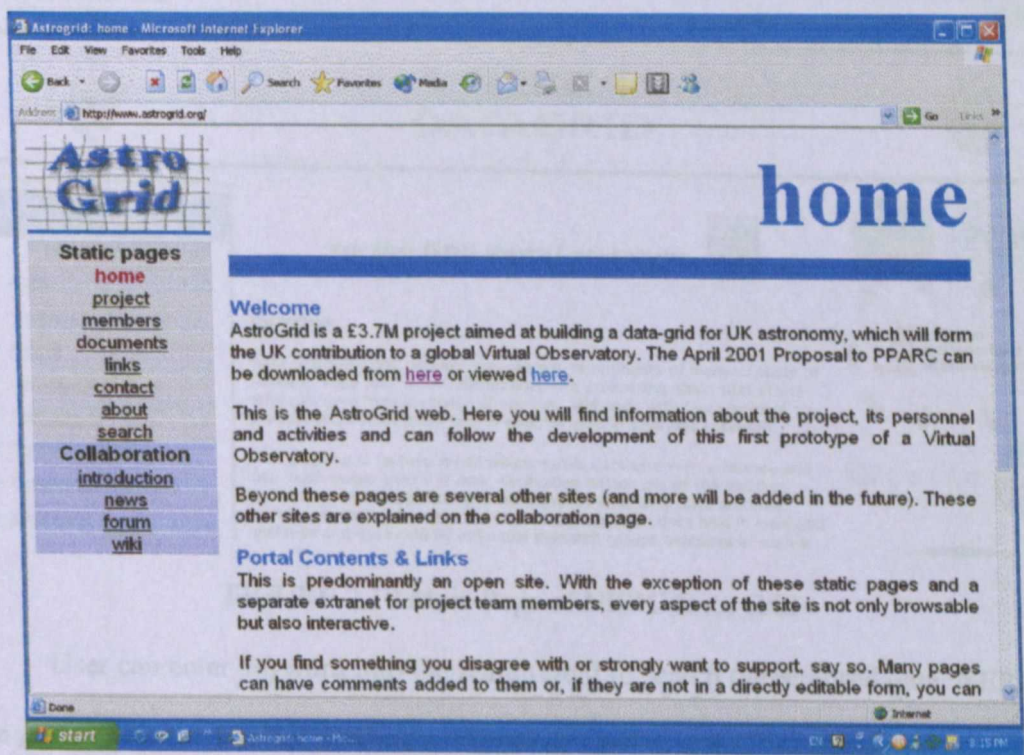 Astrogrid: home - Microsoft Internet Explorer
File Edit View Favorites Tools Help
Back Search Favorites Media
Address http://www.astrogrid.org/ Go Links
Astro
Grid
home
Static pages
home
project
members
documents
links
contact
about
search
Collaboration
introduction
news
forum
wiki
Welcome
AstroGrid is a £3.7M project aimed at building a data-grid for UK astronomy, which will form
the UK contribution to a global Virtual Observatory. The April 2001 Proposal to PPARC can
be downloaded from here or viewed here.
This is the AstroGrid web. Here you will find information about the project, its personnel
and activities and can follow the development of this first prototype of a Virtual
Observatory.
Beyond these pages are several other sites (and more will be added in the future). These
other sites are explained on the collaboration page.
Portal Contents & Links
This is predominantly an open site. With the exception of these static pages and a
separate extranet for project team members, every aspect of the site is not only browsable
but also interactive.
If you find something you disagree with or strongly want to support, say so. Many pages
can have comments added to them or, if they are not in a directly editable form, you can
Done Internet
start Astrogrid: home - Mic... EN 8:15 PM